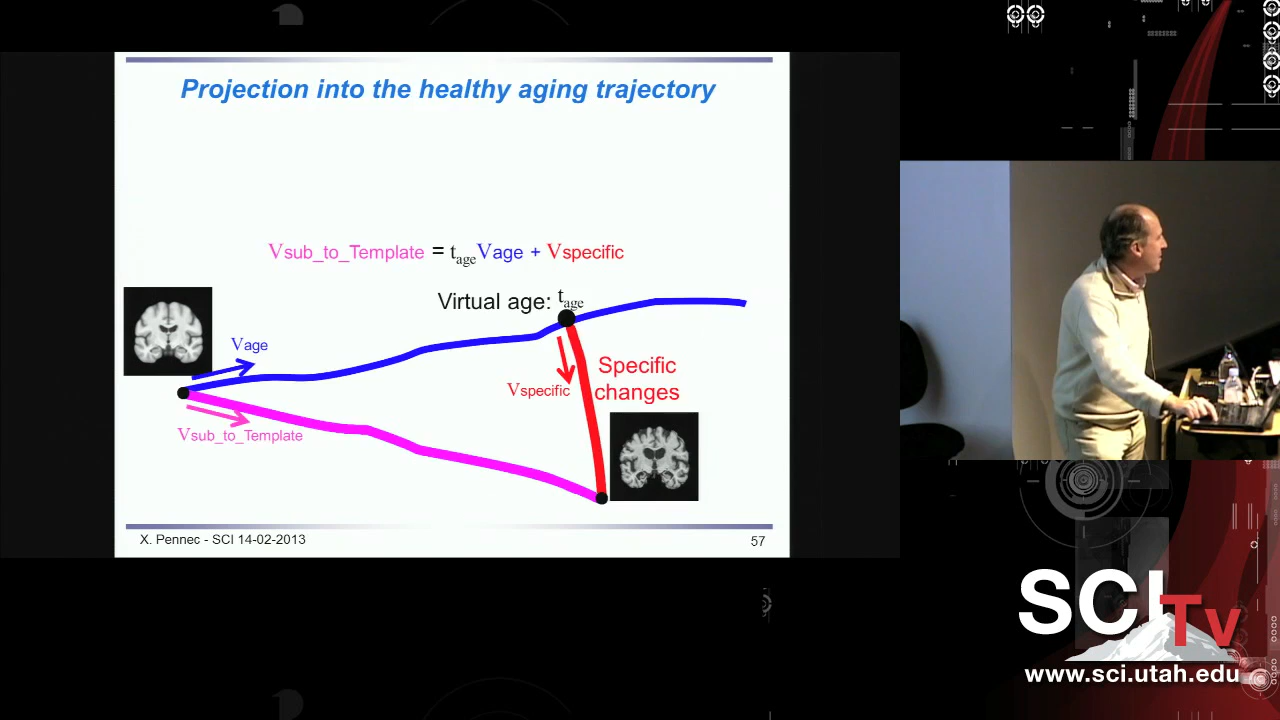 Projection into the healthy aging trajectory
Vsub_to_Template = tageVage + Vspecific
Virtual age: tage
Vage
Specific
changes
Vspecific
Vsub_to_Template
X. Pennec - SCI 14-02-2013
57
SCI
TV
www.sci.utah.edu